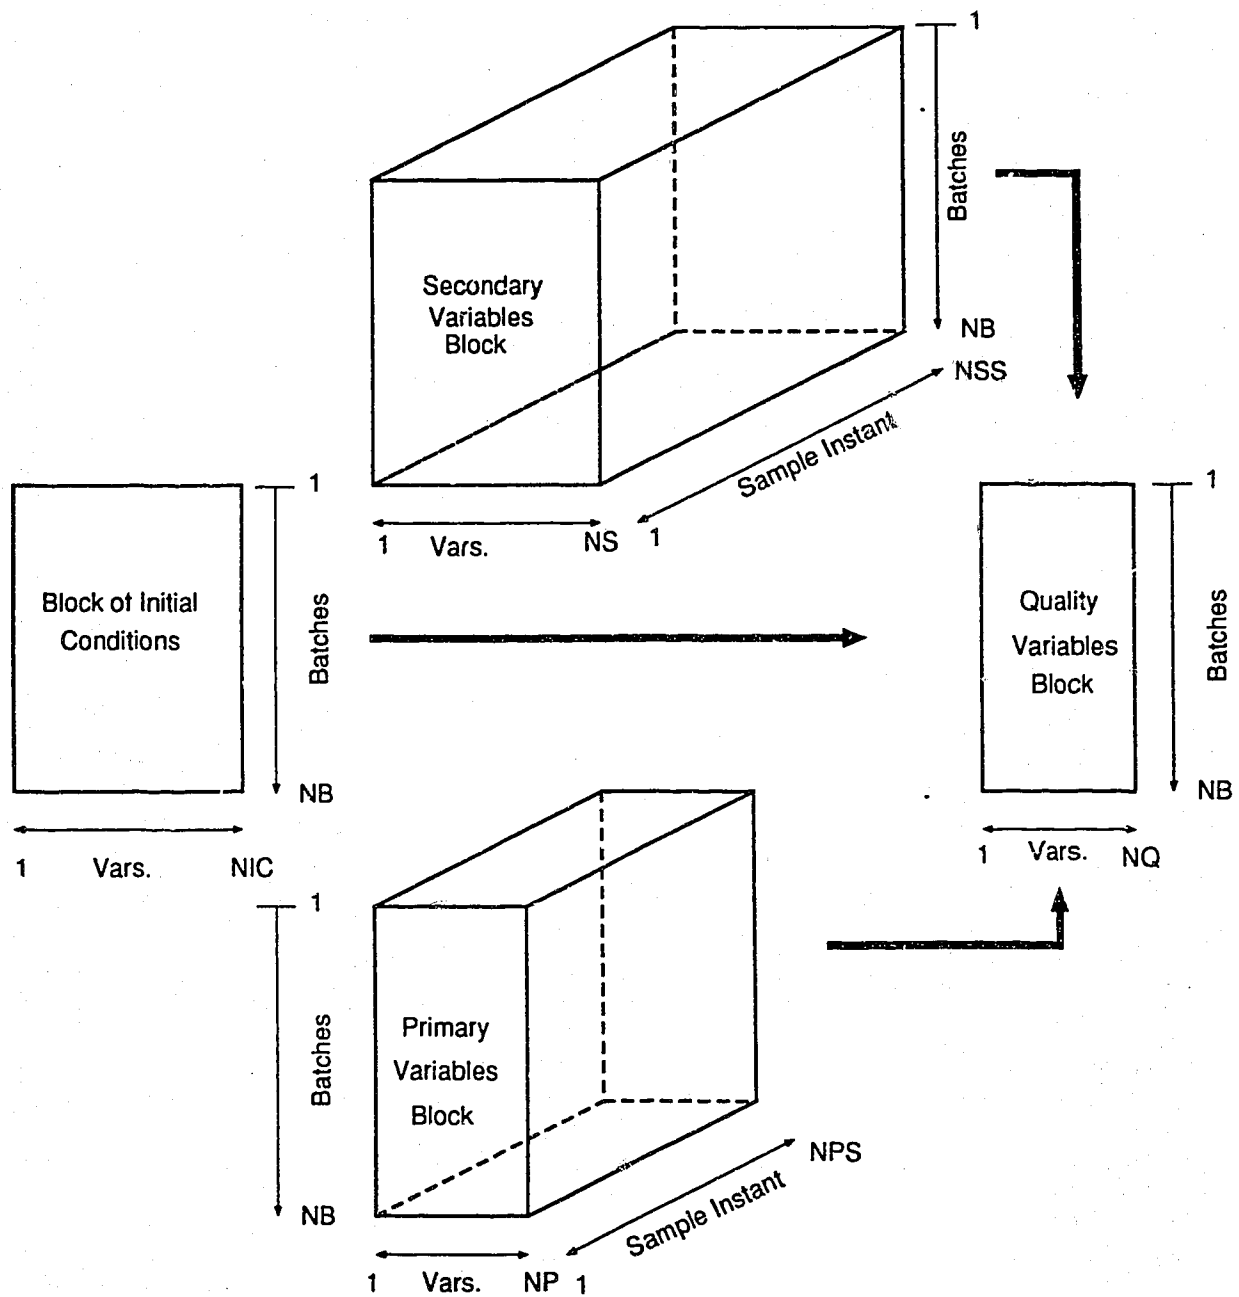 1
Batches
Secondary
Variables
Block
NB
NSS
Sample Instant
1 Vars. NS 1
1
Block of Initial
Conditions
Batches
NB
1 Vars. NIC
1
Quality
Variables
Block
Batches
NB
1 Vars. NQ
1
Batches
Primary
Variables
Block
NB
NPS
Sample Instant
1 Vars. NP 1